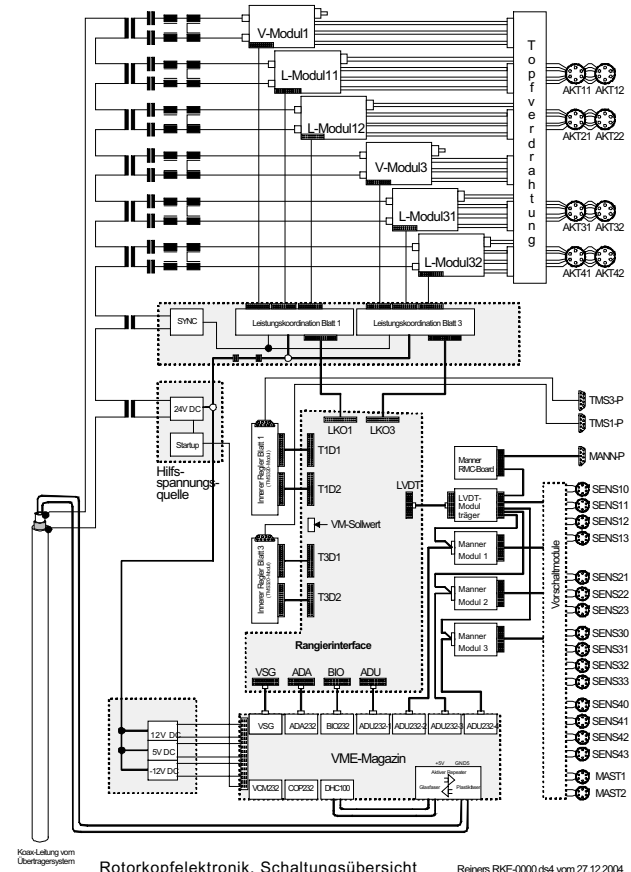 V-Modul1
L-Modul11
L-Modul12
V-Modul3
L-Modul31
L-Modul32
Topfverdrahtung
AKT11 AKT12
AKT21 AKT22
AKT31 AKT32
AKT41 AKT42
SYNC
Leistungskoordination Blatt 1
Leistungskoordination Blatt 3
24V DC
Startup
Hilfs-
spannungs-
quelle
LKO1
LKO3
TMS3-P
TMS1-P
MANN-P
Innerer Regler Blatt 1
(TMS320-Modul)
T1D1
T1D2
Innerer Regler Blatt 3
(TMS320-Modul)
T3D1
T3D2
VM-Sollwert
LVDT
Manner
RMC-Board
LVDT-
Modul
träger
Manner
Modul 1
Manner
Modul 2
Manner
Modul 3
Vorschaltmodule
SENS10
SENS11
SENS12
SENS13
SENS21
SENS22
SENS23
SENS30
SENS31
SENS32
SENS33
SENS40
SENS41
SENS42
SENS43
MAST1
MAST2
Rangierinterface
VSG
ADA
BIO
ADU
12V DC
5V DC
-12V DC
VSG
ADA232
BIO232
ADU232-1
ADU232-2
ADU232-3
ADU232-4
VME-Magazin
VCM232
COP232
DHC100
+5V GNDS
Aktiver Repeater
Glasfaser
Plastikfaser
Koax-Leitung vom
Übertragersystem
Rotorkopfelektronik, Schaltungsübersicht
Reiners RKE-0000.ds4 vom 27.12.2004